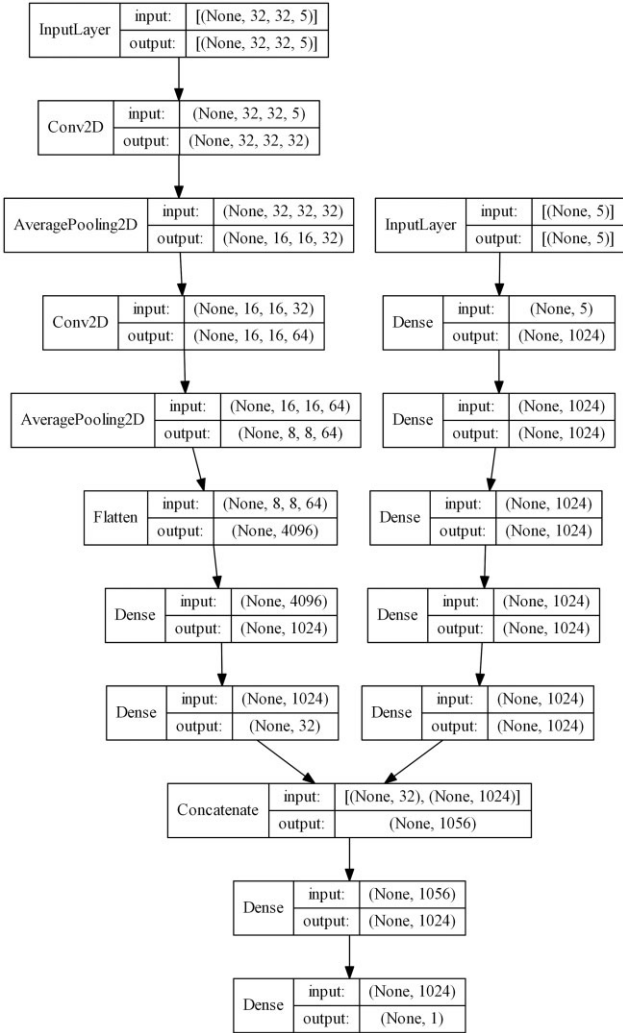 InputLayer
input: [(None, 32, 32, 5)]
output: [(None, 32, 32, 5)]
Conv2D
input: (None, 32, 32, 5)
output: (None, 32, 32, 32)
AveragePooling2D
input: (None, 32, 32, 32)
output: (None, 16, 16, 32)
Conv2D
input: (None, 16, 16, 32)
output: (None, 16, 16, 64)
AveragePooling2D
input: (None, 16, 16, 64)
output: (None, 8, 8, 64)
Flatten
input: (None, 8, 8, 64)
output: (None, 4096)
Dense
input: (None, 4096)
output: (None, 1024)
Dense
input: (None, 1024)
output: (None, 32)
InputLayer
input: [(None, 5)]
output: [(None, 5)]
Dense
input: (None, 5)
output: (None, 1024)
Dense
input: (None, 1024)
output: (None, 1024)
Dense
input: (None, 1024)
output: (None, 1024)
Dense
input: (None, 1024)
output: (None, 1024)
Dense
input: (None, 1024)
output: (None, 1024)
Concatenate
input: [(None, 32), (None, 1024)]
output: (None, 1056)
Dense
input: (None, 1056)
output: (None, 1024)
Dense
input: (None, 1024)
output: (None, 1)